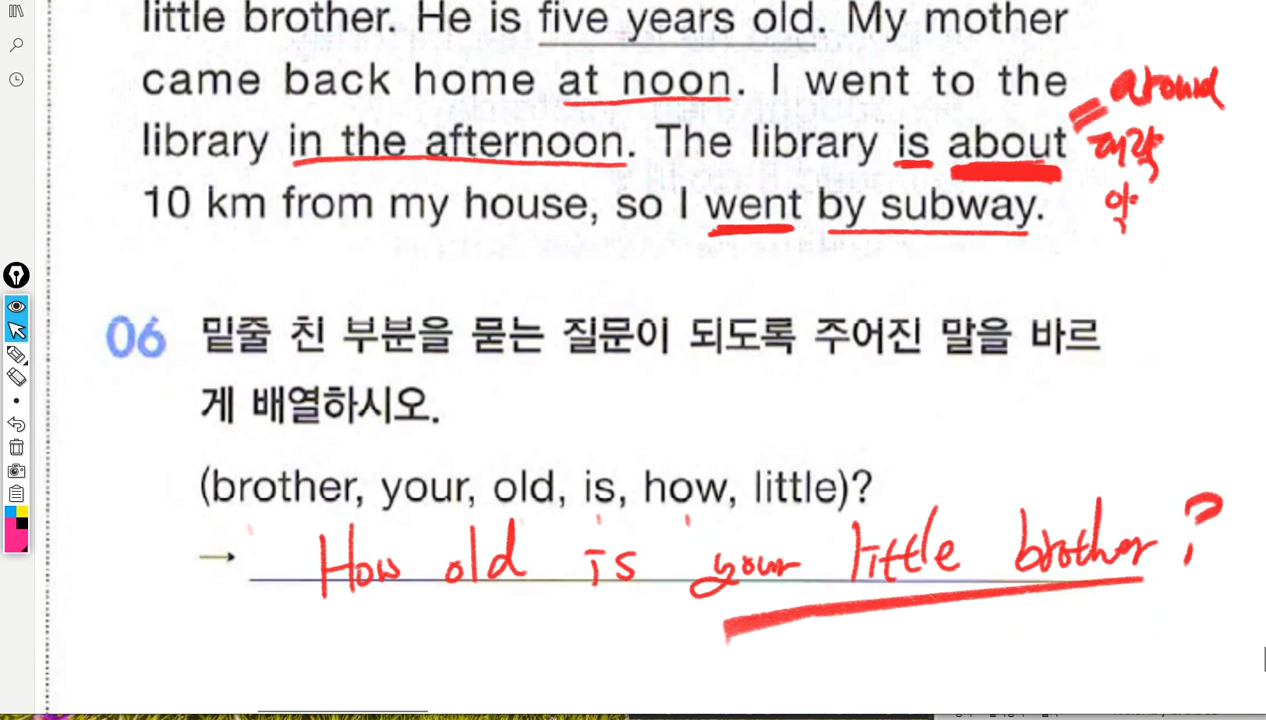 little brother. He is five years old. My mother
came back home at noon. I went to the
around
library in the afternoon. The library is about
대략
10 km from my house, so I went by subway.
약
06 밑줄 친 부분을 묻는 질문이 되도록 주어진 말을 바르
게 배열하시오.
(brother, your, old, is, how, little)?
→ How old is your little brother?